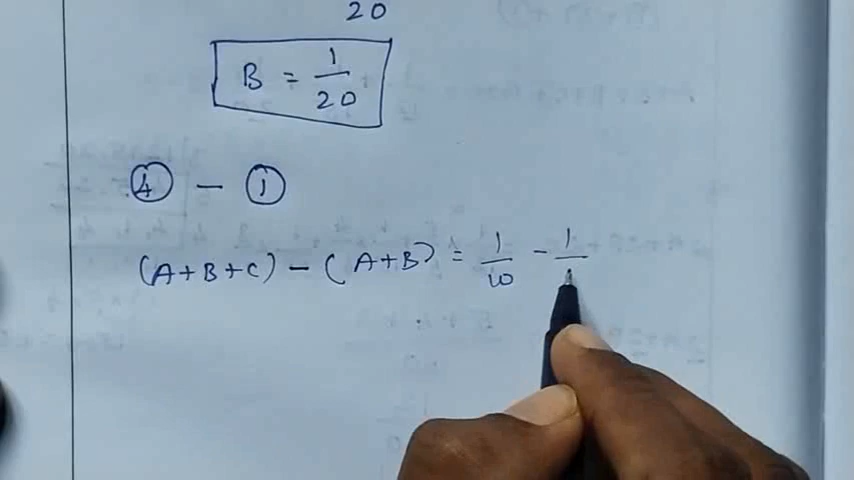 20
B = 1/20
④ - ①
(A+B+C) - (A+B) = 1/10 - 1/